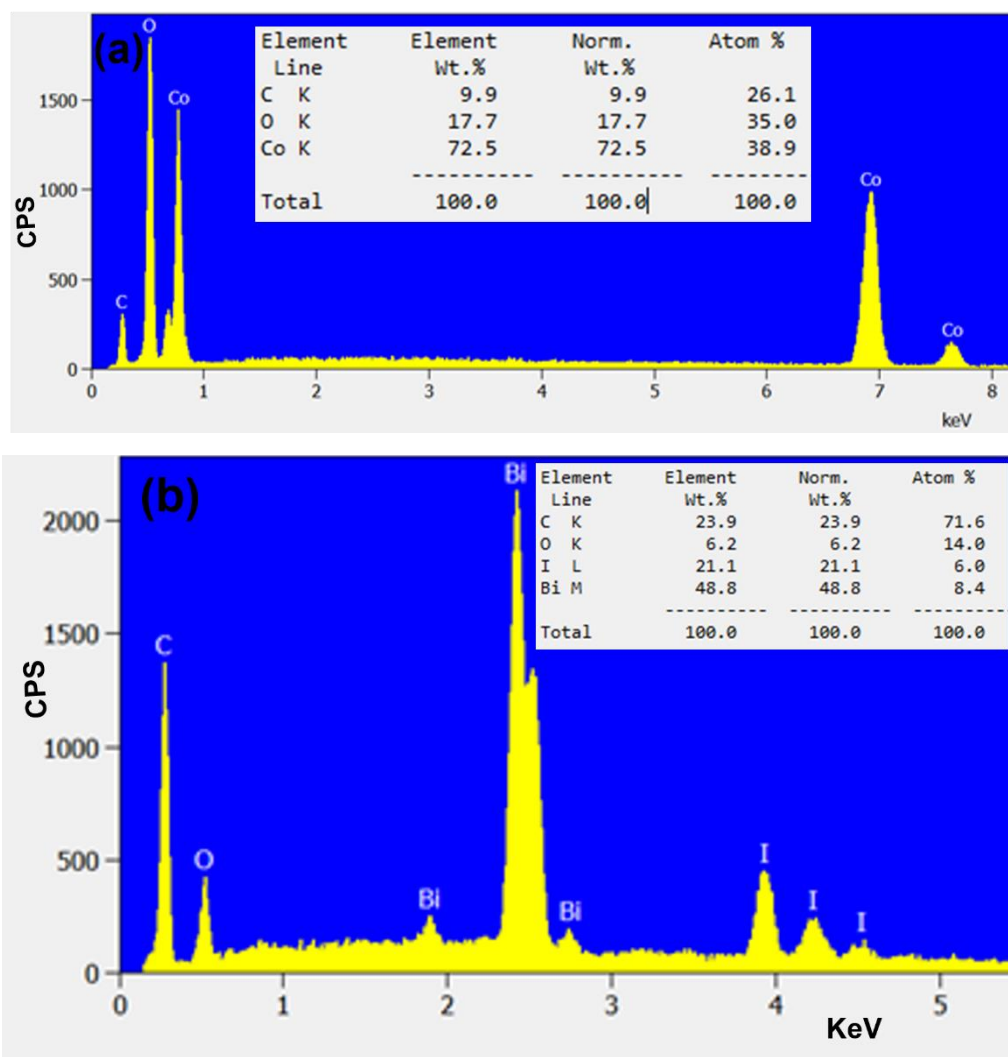 (a)
O
Co
C
Co
Co
Element Element Norm. Atom %
Line Wt.% Wt.%
C K 9.9 9.9 26.1
O K 17.7 17.7 35.0
Co K 72.5 72.5 38.9
---------- ---------- --------
Total 100.0 100.0 100.0
CPS
1500
1000
500
0
0 1 2 3 4 5 6 7 8
keV
(b)
C
O
Bi
Bi
Bi
I
I
I
Element Element Norm. Atom %
Line Wt.% Wt.%
C K 23.9 23.9 71.6
O K 6.2 6.2 14.0
I L 21.1 21.1 6.0
Bi M 48.8 48.8 8.4
---------- ---------- ----------
Total 100.0 100.0 100.0
CPS
2000
1500
1000
500
0
0 1 2 3 4 5
KeV